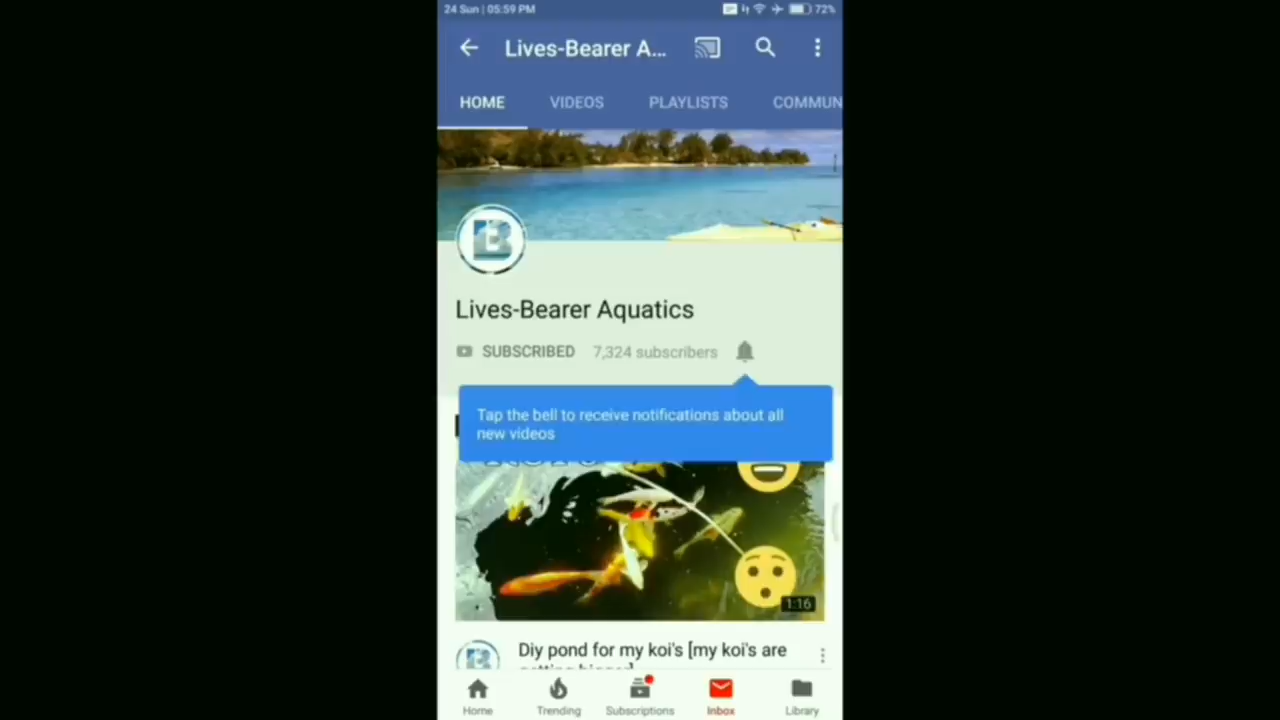 24 Sun | 05:59 PM
72%
Lives-Bearer A...
HOME VIDEOS PLAYLISTS COMMUN
Lives-Bearer Aquatics
SUBSCRIBED 7,324 subscribers
Tap the bell to receive notifications about all
new videos
1:16
Diy pond for my koi's [my koi's are
getting bigger]
Home Trending Subscriptions Inbox Library